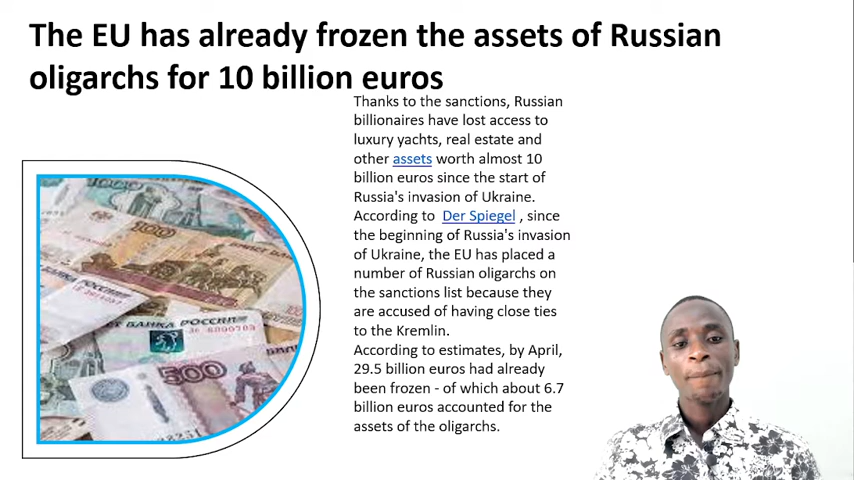 The EU has already frozen the assets of Russian
oligarchs for 10 billion euros
Thanks to the sanctions, Russian
billionaires have lost access to
luxury yachts, real estate and
other assets worth almost 10
billion euros since the start of
Russia's invasion of Ukraine.
According to  Der Spiegel , since
the beginning of Russia's invasion
of Ukraine, the EU has placed a
number of Russian oligarchs on
the sanctions list because they
are accused of having close ties
to the Kremlin.
According to estimates, by April,
29.5 billion euros had already
been frozen - of which about 6.7
billion euros accounted for the
assets of the oligarchs.
1000
100
500